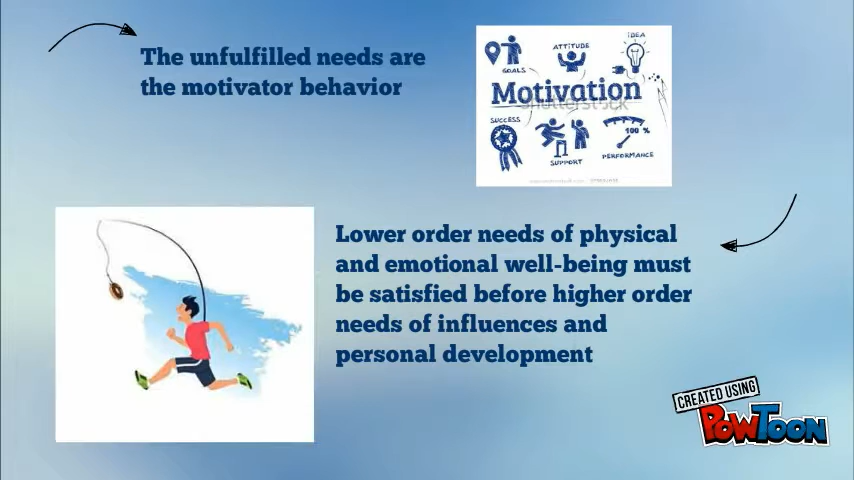 The unfulfilled needs are
the motivator behavior
IDEA
ATTITUDE
GOALS
Motivation
shutterstock
SUCCESS
100 %
SUPPORT
PERFORMANCE
Lower order needs of physical
and emotional well-being must
be satisfied before higher order
needs of influences and
personal development
CREATED USING
POWTOON